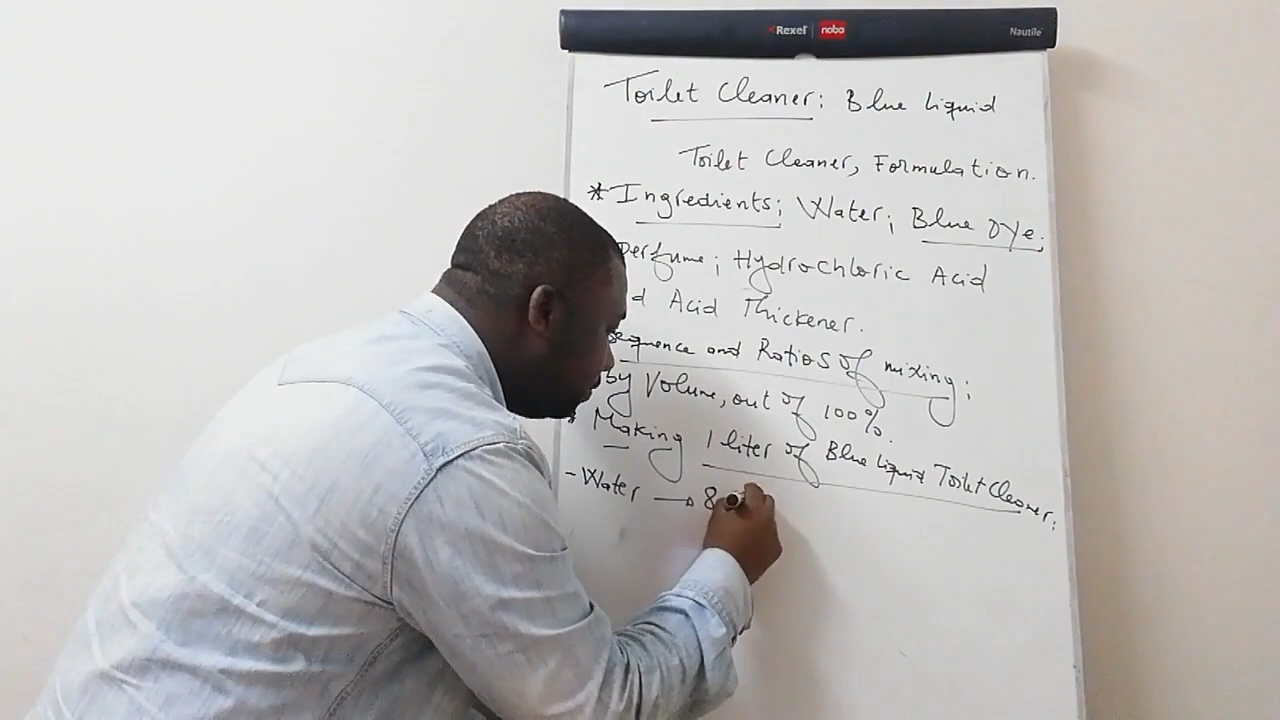 Rexel nobo Nautile
Toilet Cleaner: Blue Liquid
Toilet Cleaner, Formulation.
* Ingredients; Water; Blue Dye;
Perfume; Hydrochloric Acid
d Acid Thickener.
Sequence and Ratios of mixing;
by Volume, out of 100%.
* Making 1 liter of Blue Liquid Toilet Cleaner;
- Water → 8